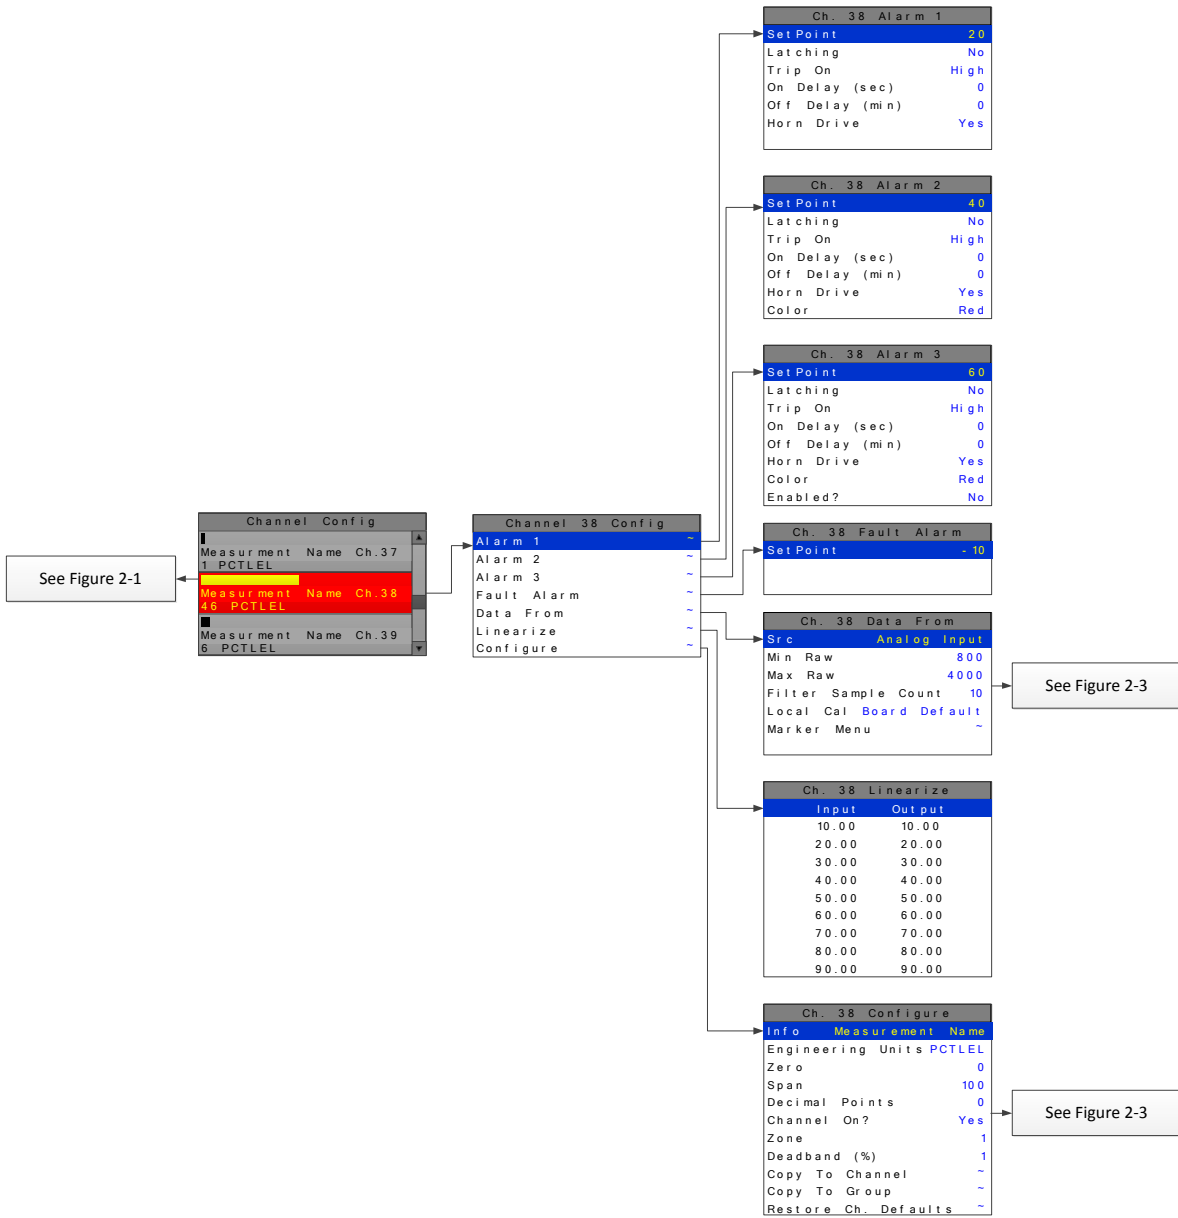 Ch. 38 Alarm 1
SetPoint 20
Latching No
Trip On High
On Delay (sec) 0
Off Delay (min) 0
Horn Drive Yes
Ch. 38 Alarm 2
SetPoint 40
Latching No
Trip On High
On Delay (sec) 0
Off Delay (min) 0
Horn Drive Yes
Color Red
Ch. 38 Alarm 3
SetPoint 60
Latching No
Trip On High
On Delay (sec) 0
Off Delay (min) 0
Horn Drive Yes
Color Red
Enabled? No
See Figure 2-1
Channel Config
Measurment Name Ch.37
1 PCTLEL
Measurment Name Ch.38
46 PCTLEL
Measurment Name Ch.39
6 PCTLEL
Channel 38 Config
Alarm 1 ~
Alarm 2 ~
Alarm 3 ~
Fault Alarm ~
Data From ~
Linearize ~
Configure ~
Ch. 38 Fault Alarm
SetPoint -10
Ch. 38 Data From
Src Analog Input
Min Raw 800
Max Raw 4000
Filter Sample Count 10
Local Cal Board Default
Marker Menu ~
See Figure 2-3
Ch. 38 Linearize
Input Output
10.00 10.00
20.00 20.00
30.00 30.00
40.00 40.00
50.00 50.00
60.00 60.00
70.00 70.00
80.00 80.00
90.00 90.00
Ch. 38 Configure
Info Measurement Name
Engineering Units PCTLEL
Zero 0
Span 100
Decimal Points 0
Channel On? Yes
Zone 1
Deadband (%) 1
Copy To Channel ~
Copy To Group ~
Restore Ch. Defaults ~
See Figure 2-3